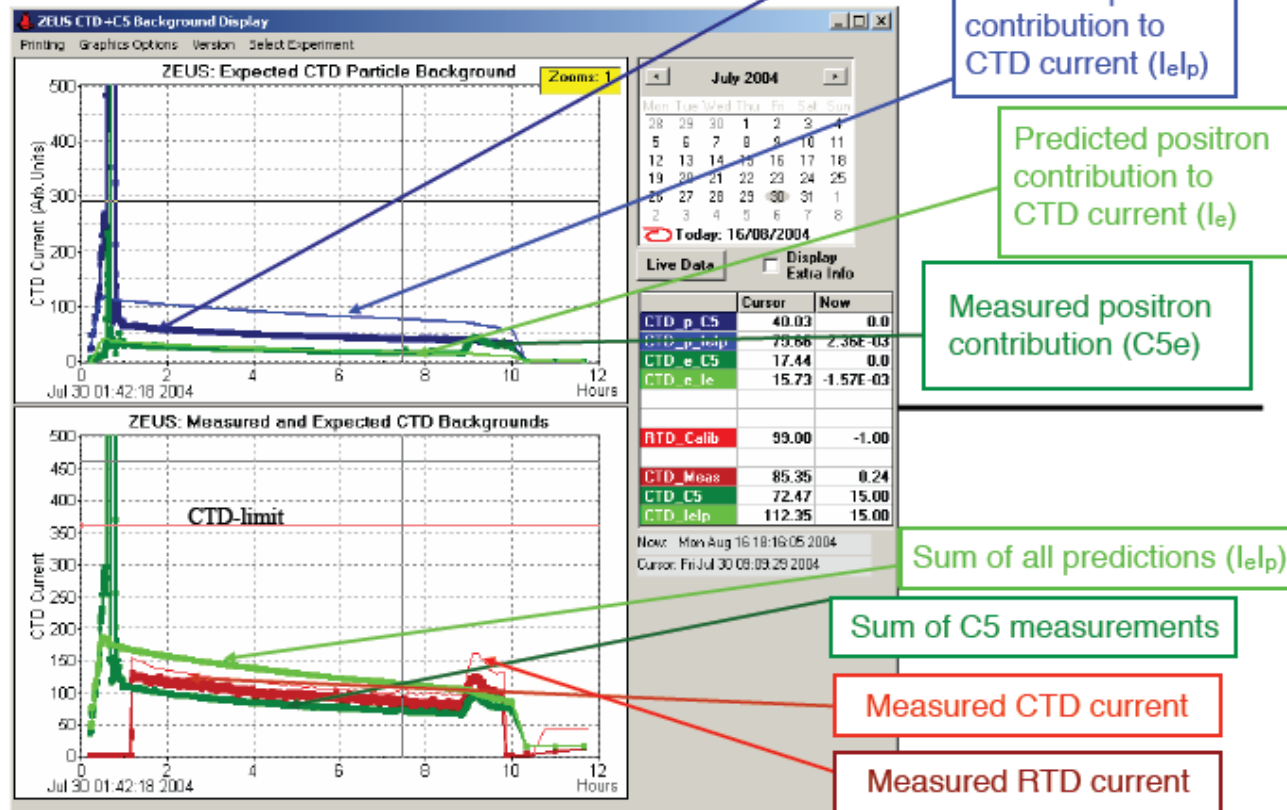 ZEUS CTD+C5 Background Display
Printing Graphics Options Version Select Experiment
ZEUS: Expected CTD Particle Background
Zooms: 1
CTD Current (Arb. Units)
500
400
300
200
100
0
0 2 4 6 8 10 12
Jul 30 01:42:18 2004
Hours
ZEUS: Measured and Expected CTD Backgrounds
CTD-limit
CTD Current
500
450
400
350
300
250
200
150
100
50
0
0 2 4 6 8 10 12
Jul 30 01:42:18 2004
Hours
July 2004
Mon Tue Wed Thu Fri Sat Sun
28 29 30 1 2 3 4
5 6 7 8 9 10 11
12 13 14 15 16 17 18
19 20 21 22 23 24 25
26 27 28 29 30 31 1
2 3 4 5 6 7 8
Today: 16/08/2004
Live Data
Display
Extra Info
Cursor Now
CTD_p_C5 40.03 0.0
CTD_p_IeIp 79.66 2.36E-03
CTD_e_C5 17.44 0.0
CTD_e_Ie 15.73 -1.57E-03
RTD_Calib 99.00 -1.00
CTD_Meas 85.35 0.24
CTD_C5 72.47 15.00
CTD_IeIp 112.35 15.00
Now: Mon Aug 16 18:16:05 2004
Cursor: Fri Jul 30 09:09:29 2004
contribution to
CTD current (IeIp)
Predicted positron
contribution to
CTD current (Ie)
Measured positron
contribution (C5e)
Sum of all predictions (IeIp)
Sum of C5 measurements
Measured CTD current
Measured RTD current